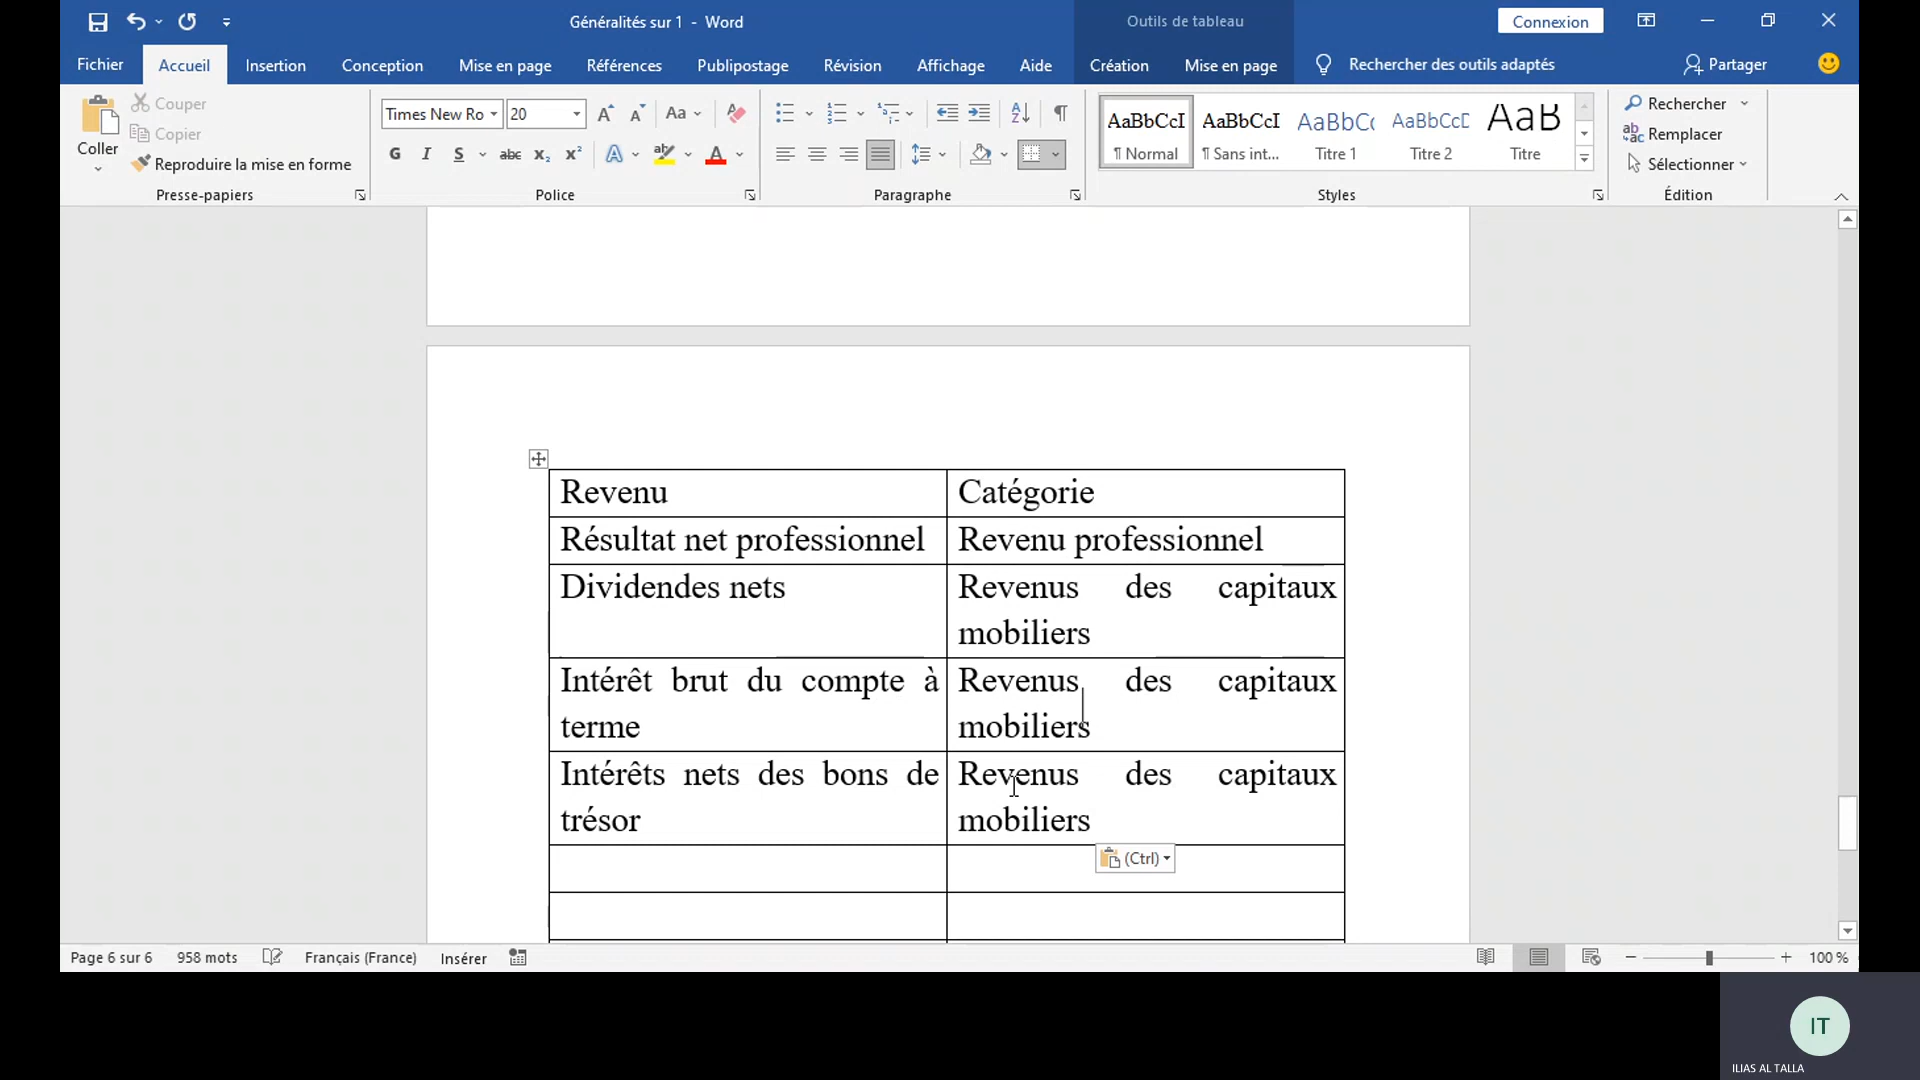 Généralités sur 1 - Word
Outils de tableau
Connexion
Fichier
Accueil
Insertion
Conception
Mise en page
Références
Publipostage
Révision
Affichage
Aide
Création
Mise en page
Rechercher des outils adaptés
Partager
Coller
Couper
Copier
Reproduire la mise en forme
Presse-papiers
Times New Ro
20
Aa
G I S abc x₂ x² A A
Police
Paragraphe
AaBbCcI
¶ Normal
AaBbCcI
¶ Sans int...
AaBbCc
Titre 1
AaBbCcD
Titre 2
AaB
Titre
Styles
Rechercher
Remplacer
Sélectionner
Édition
Revenu
Catégorie
Résultat net professionnel
Revenu professionnel
Dividendes nets
Revenus des capitaux
mobiliers
Intérêt brut du compte à
terme
Revenus des capitaux
mobiliers
Intérêts nets des bons de
trésor
Revenus des capitaux
mobiliers
(Ctrl)
Page 6 sur 6
958 mots
Français (France)
Insérer
100 %
IT
ILIAS AL TALLA